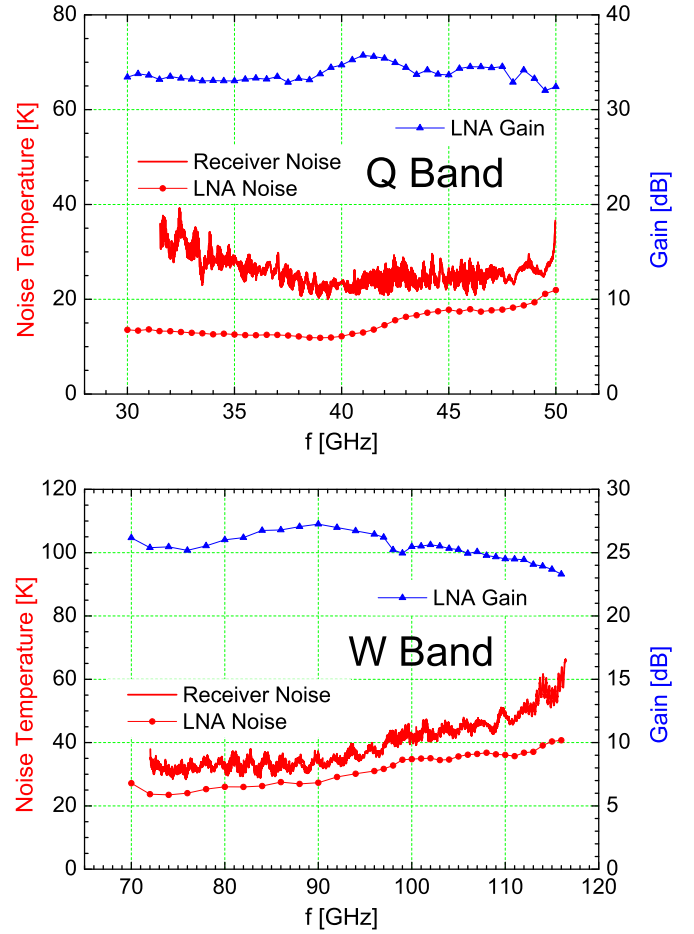 80
60
40
20
0
Noise Temperature [K]
40
30
20
10
0
Gain [dB]
LNA Gain
Receiver Noise
LNA Noise
Q Band
30
35
40
45
50
f [GHz]
120
100
80
60
40
20
0
Noise Temperature [K]
30
25
20
15
10
5
0
Gain [dB]
LNA Gain
W Band
Receiver Noise
LNA Noise
70
80
90
100
110
120
f [GHz]